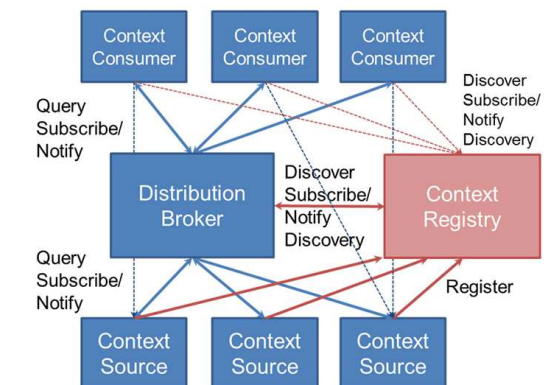 Context
Consumer
Context
Consumer
Context
Consumer
Query
Subscribe/
Notify
Discover
Subscribe/
Notify
Discovery
Distribution
Broker
Discover
Subscribe/
Notify
Discovery
Context
Registry
Query
Subscribe/
Notify
Register
Context
Source
Context
Source
Context
Source